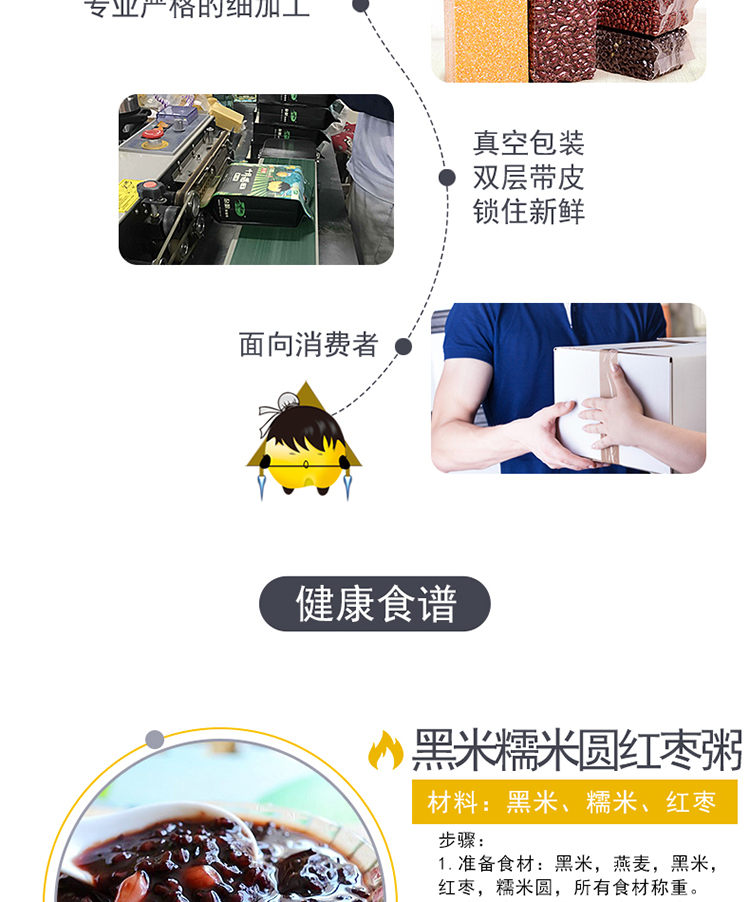 专业严格的细加工
真空包装
双层带皮
锁住新鲜
面向消费者
健康食谱
黑米糯米圆红枣粥
材料：黑米、糯米、红枣
步骤：
1.准备食材：黑米，燕麦，黑米，
红枣，糯米圆，所有食材称重。